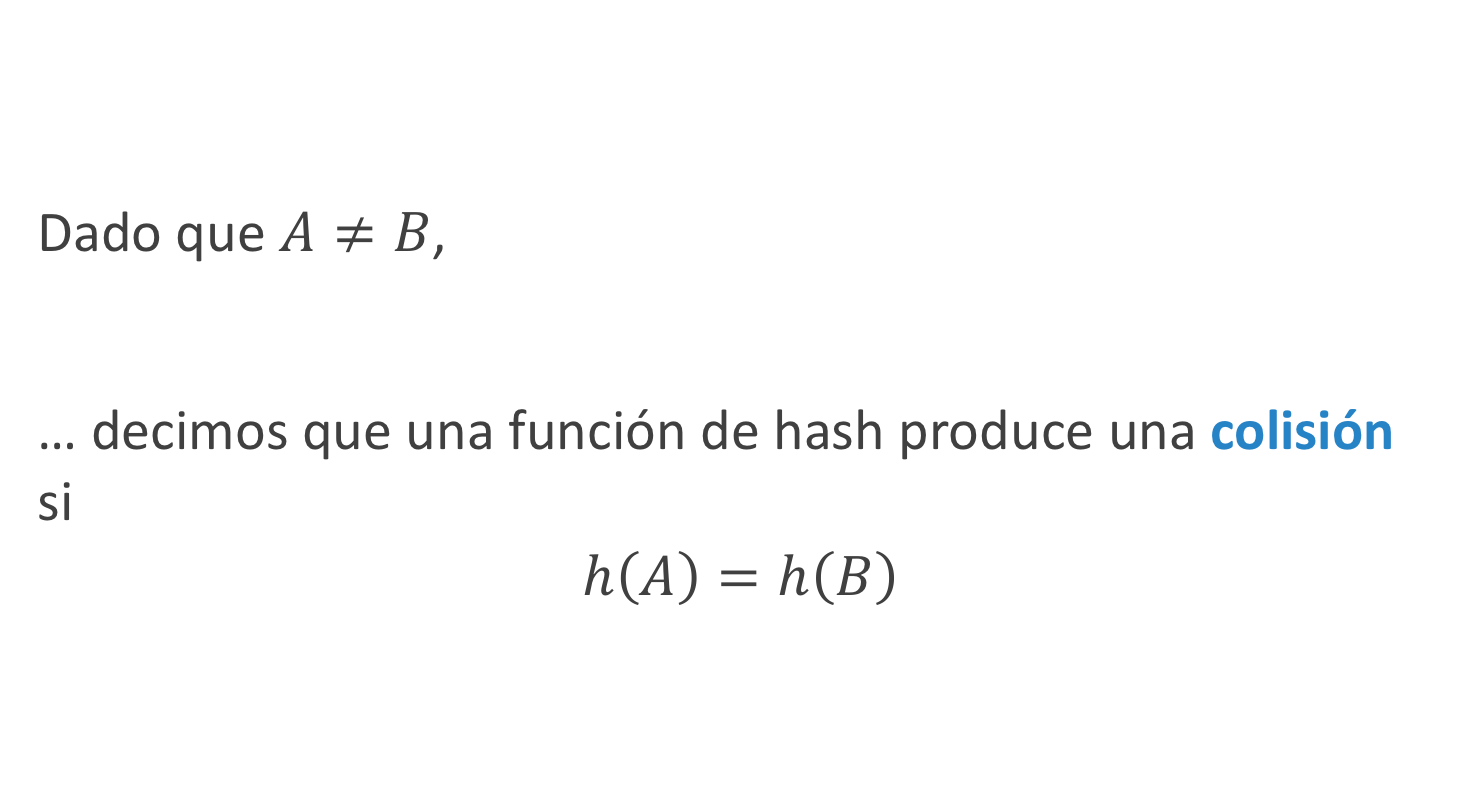 Dado que A ≠ B,
... decimos que una función de hash produce una colisión
si
h(A) = h(B)